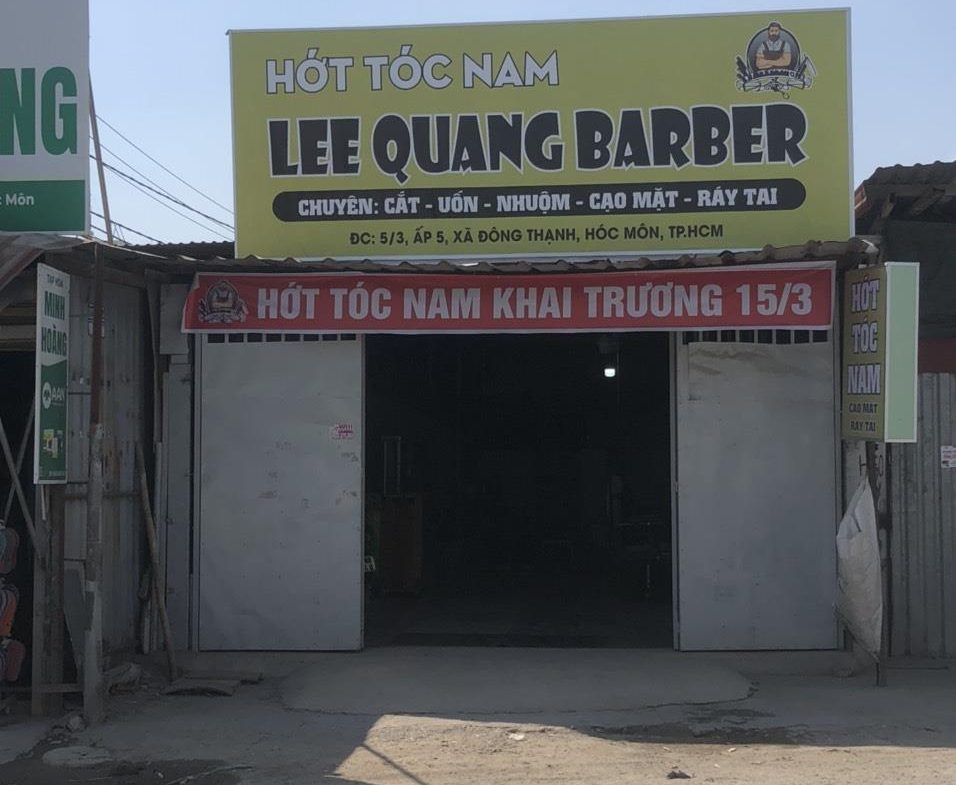 HỚT TÓC NAM
LEE QUANG BARBER
CHUYÊN: CẮT - UỐN - NHUỘM - CẠO MẶT - RÁY TAI
ĐC: 5/3, ẤP 5, XÃ ĐÔNG THẠNH, HÓC MÔN, TP.HCM
HỚT TÓC NAM KHAI TRƯƠNG 15/3
HỚT
TÓC
NAM
CẠO MẶT
RÁY TAI
NG
Môn
TẠP HÓA
MINH
HOÀNG